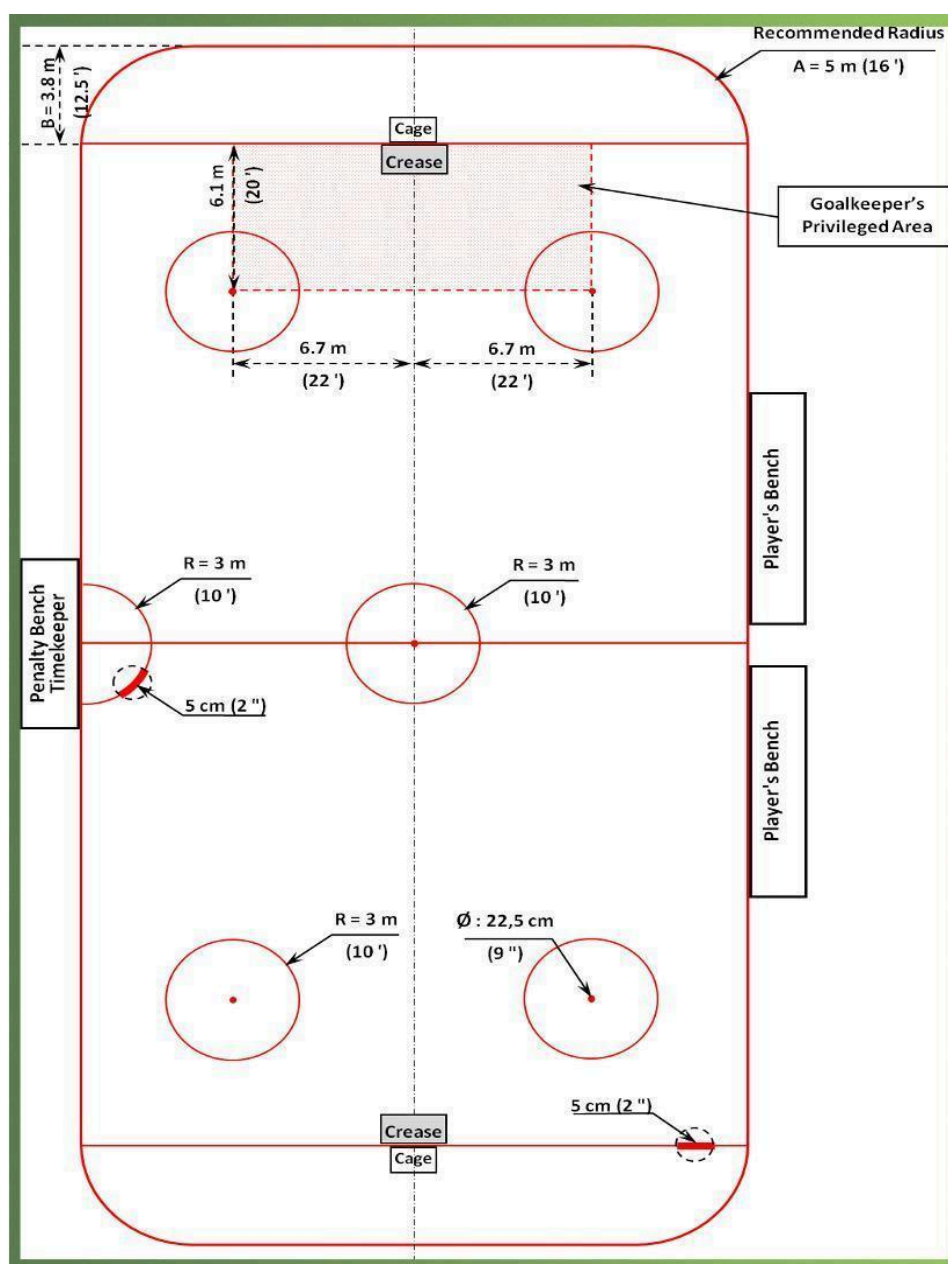 Recommended Radius
A = 5 m (16 ')
B = 3.8 m
(12.5')
Cage
Crease
6.1 m
(20')
Goalkeeper's
Privileged Area
6.7 m
(22 ')
6.7 m
(22 ')
Player's Bench
R = 3 m
(10')
R = 3 m
(10')
Penalty Bench
Timekeeper
5 cm (2 ")
Player's Bench
R = 3 m
(10')
Ø : 22,5 cm
(9 ")
5 cm (2 ")
Crease
Cage